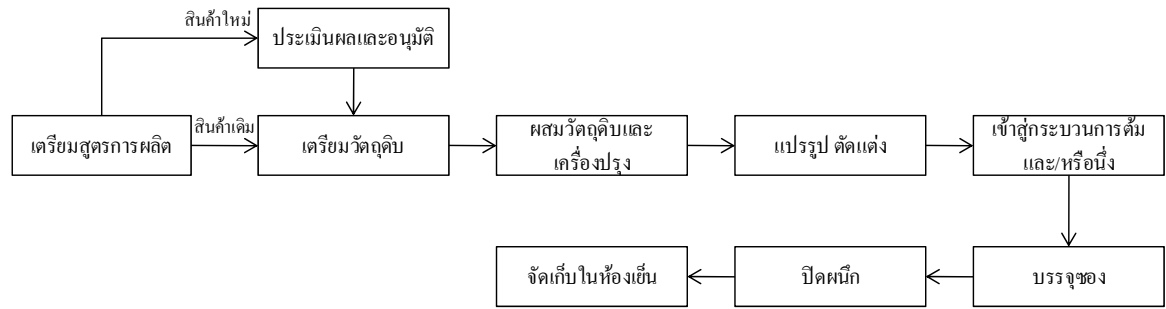 สินค้าใหม่
ประเมินผลและอนุมัติ
เตรียมสูตรการผลิต
สินค้าเดิม
เตรียมวัตถุดิบ
ผสมวัตถุดิบและ
เครื่องปรุง
แปรรูป ตัดแต่ง
เข้าสู่กระบวนการต้ม
และ/หรือนึ่ง
จัดเก็บในห้องเย็น
ปิดผนึก
บรรจุซอง